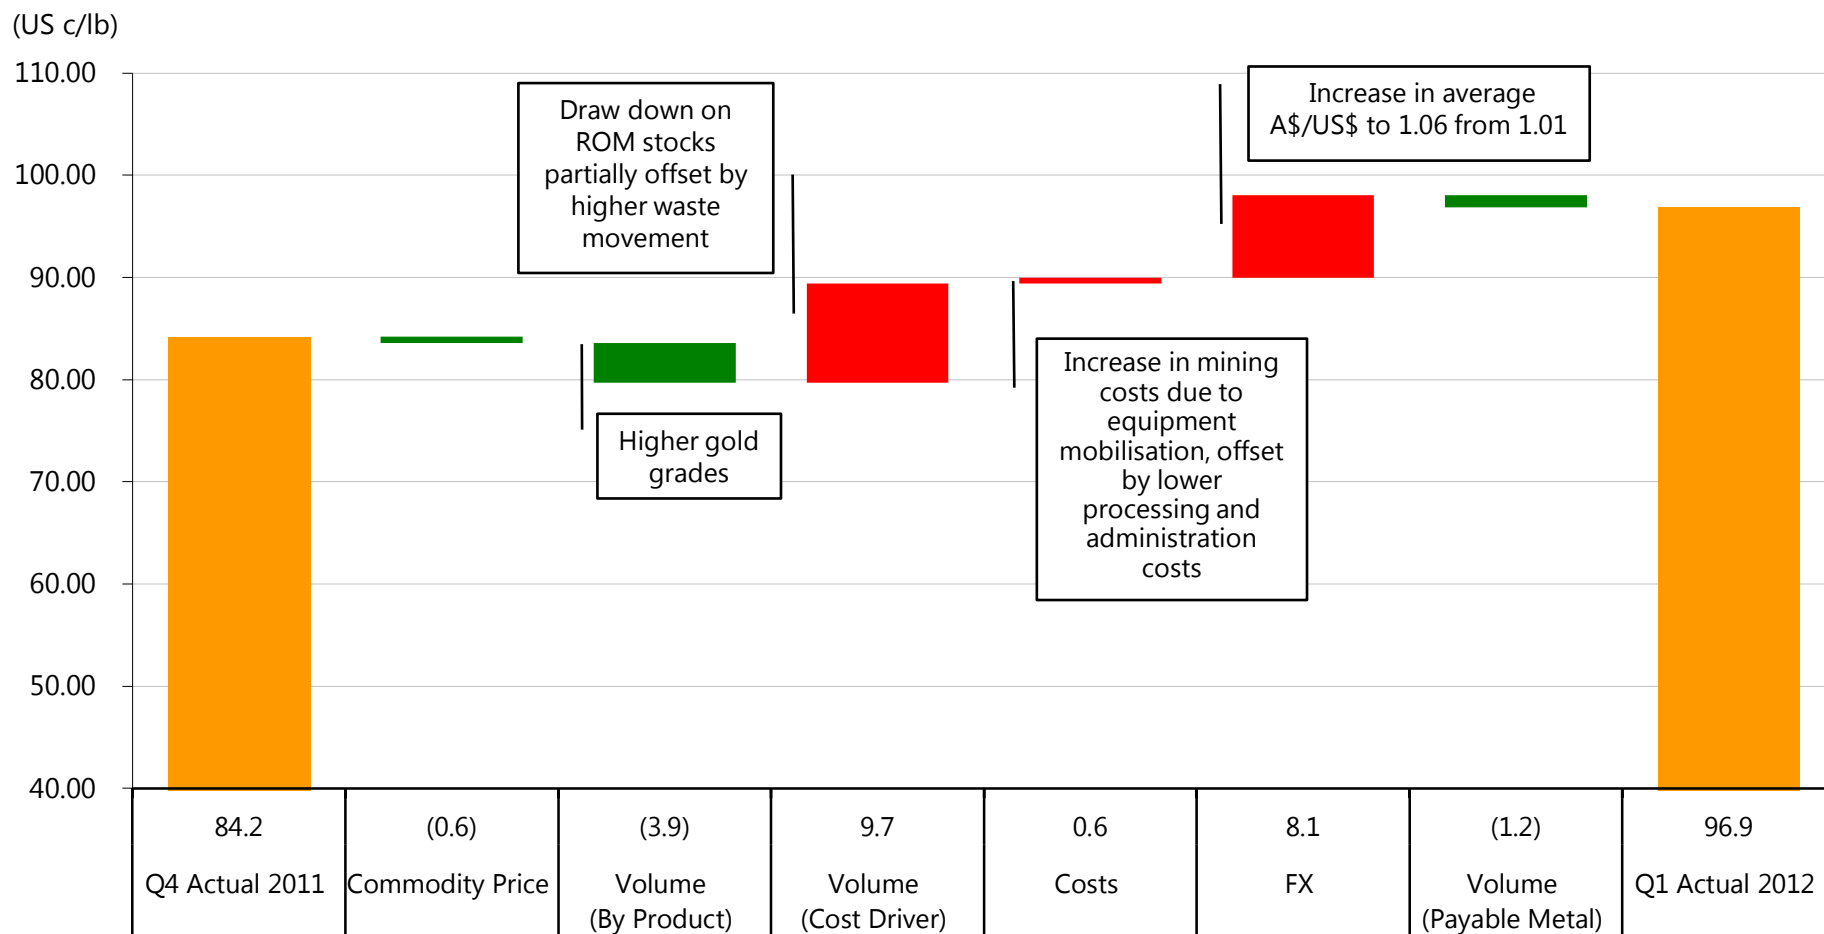 (US c/lb)
110.00
100.00
90.00
80.00
70.00
60.00
50.00
40.00
Draw down on
ROM stocks
partially offset by
higher waste
movement
Increase in average
A$/US$ to 1.06 from 1.01
Higher gold
grades
Increase in mining
costs due to
equipment
mobilisation, offset
by lower
processing and
administration
costs
84.2
(0.6)
(3.9)
9.7
0.6
8.1
(1.2)
96.9
Q4 Actual 2011
Commodity Price
Volume
(By Product)
Volume
(Cost Driver)
Costs
FX
Volume
(Payable Metal)
Q1 Actual 2012